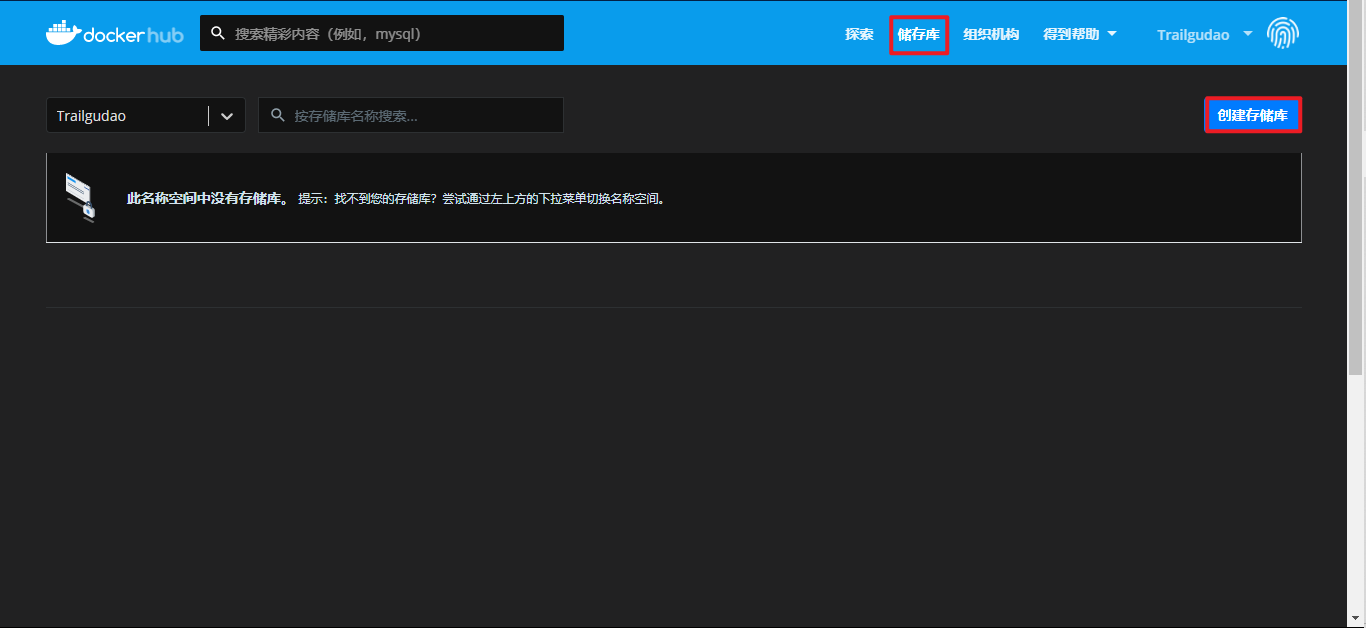 docker hub 搜索精彩内容（例如，mysql） 探索 储存库 组织机构 得到帮助 Trailgudao
Trailgudao 按存储库名称搜索... 创建存储库
此名称空间中没有存储库。 提示：找不到您的存储库？尝试通过左上方的下拉菜单切换名称空间。